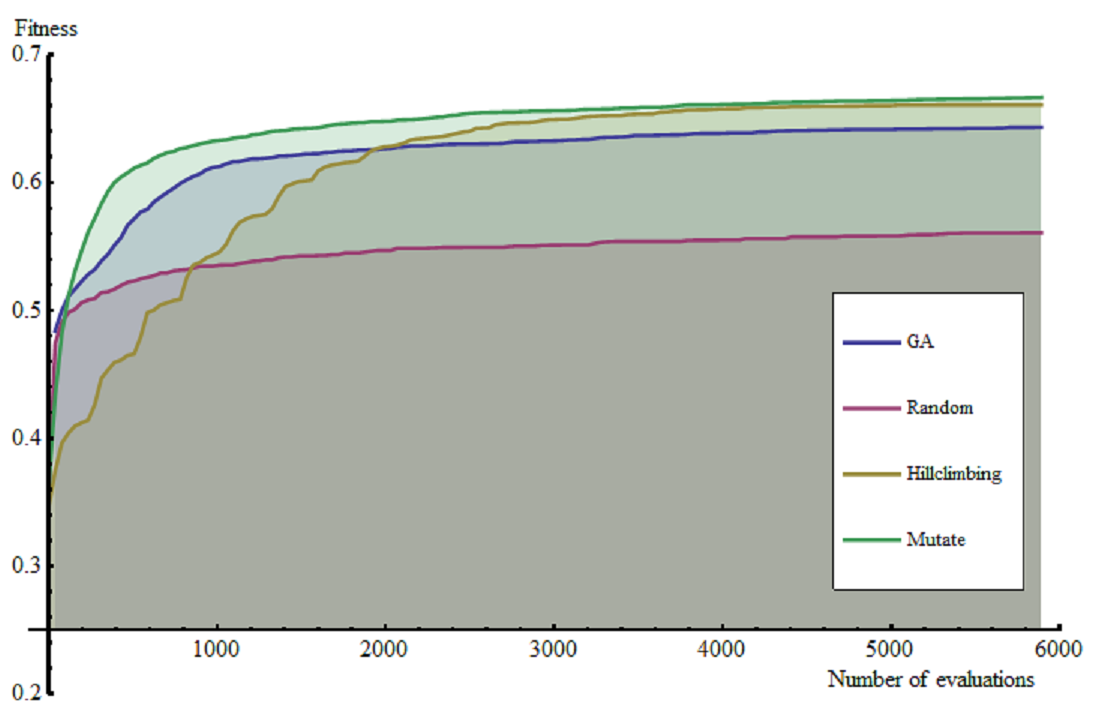 Fitness
0.7
0.6
0.5
0.4
0.3
0.2
GA
Random
Hillclimbing
Mutate
1000 2000 3000 4000 5000 6000
Number of evaluations